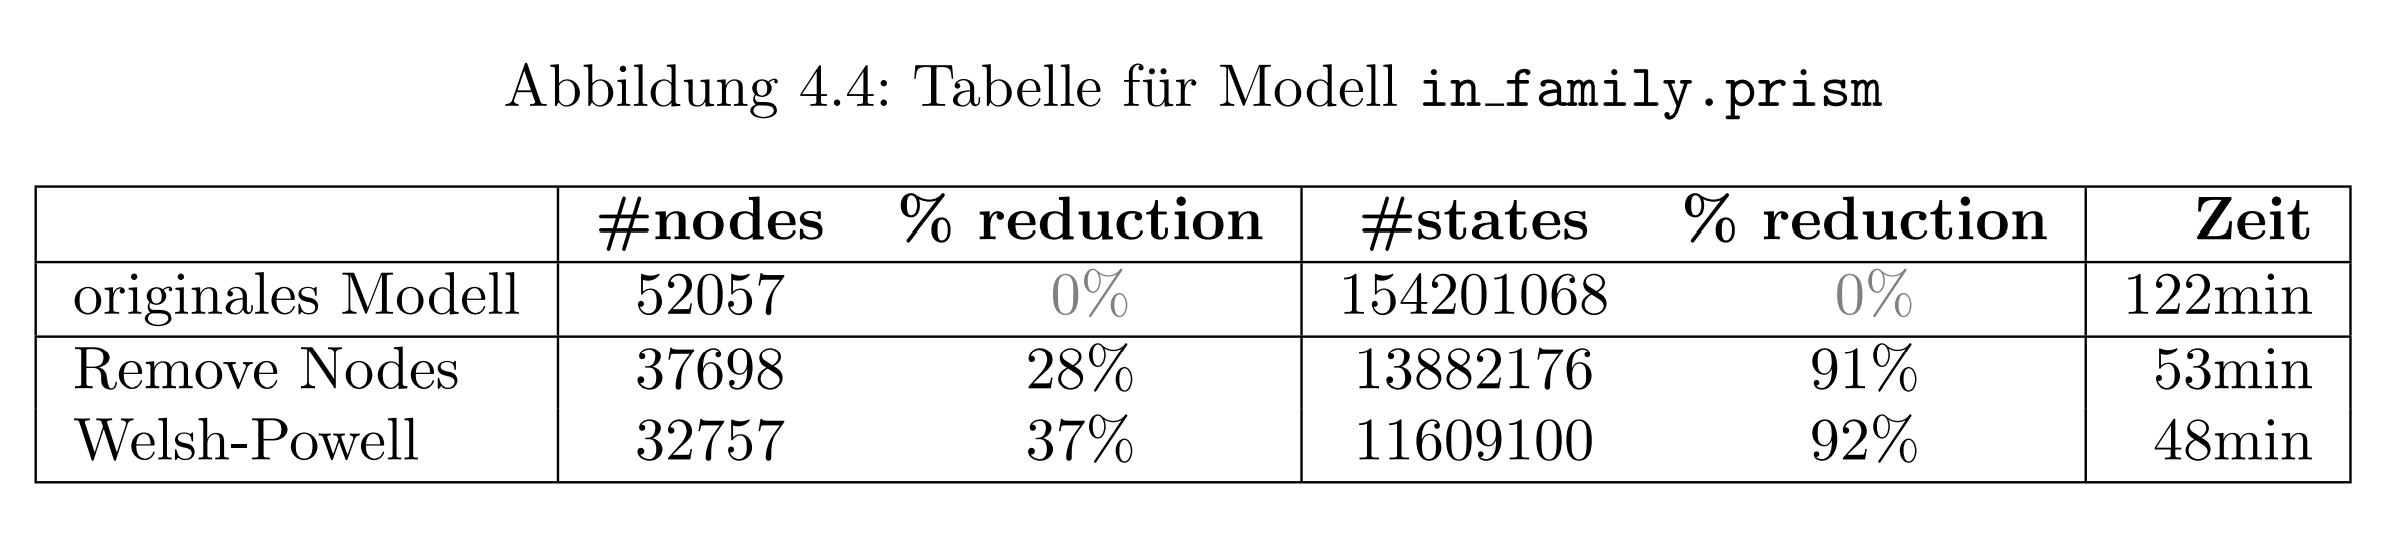 Abbildung 4.4: Tabelle für Modell in_family.prism
#nodes % reduction #states % reduction Zeit
originales Modell 52057 0% 154201068 0% 122min
Remove Nodes 37698 28% 13882176 91% 53min
Welsh-Powell 32757 37% 11609100 92% 48min